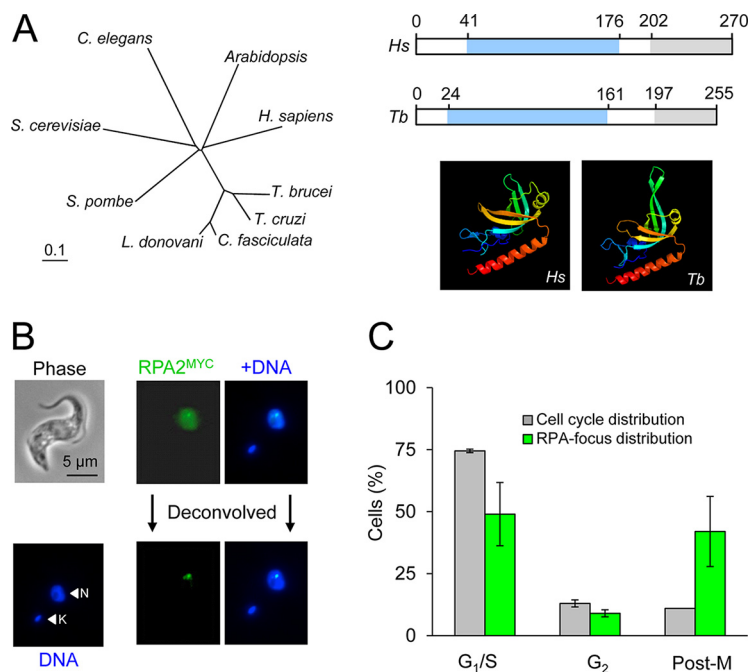 A
C. elegans
Arabidopsis
S. cerevisiae
H. sapiens
S. pombe
T. brucei
T. cruzi
L. donovani
C. fasciculata
0.1
0 41 176 202 270
Hs
0 24 161 197 255
Tb
Hs
Tb
B
Phase
RPA2MYC
+DNA
5 µm
Deconvolved
N
K
DNA
C
100
75
50
25
0
Cells (%)
Cell cycle distribution
RPA-focus distribution
G1/S
G2
Post-M